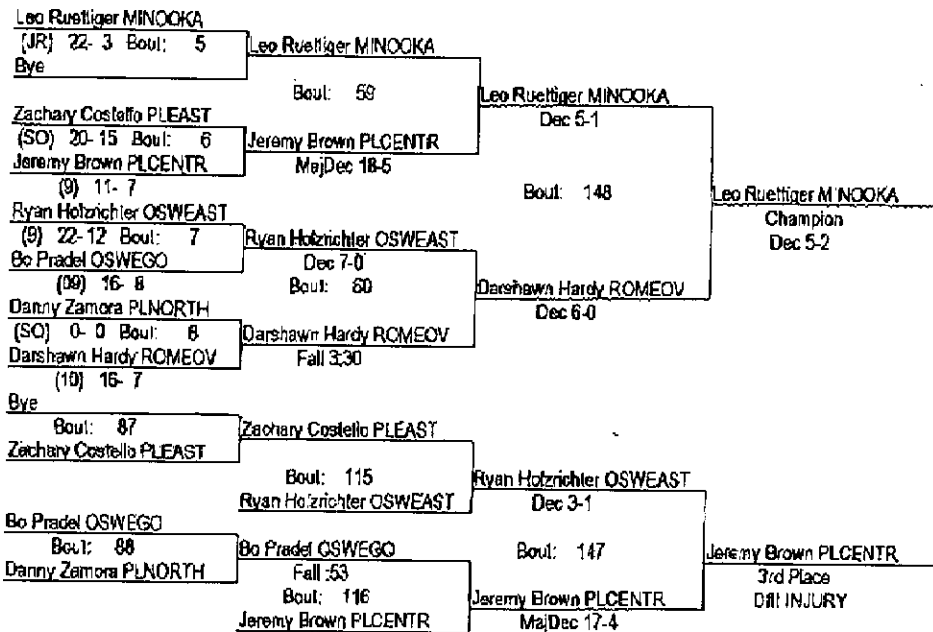 Leo Ruettiger MINOOKA
(JR) 22- 3 Bout: 5
Bye
Leo Ruettiger MINOOKA
Bout: 59
Zachary Costello PLEAST
(SO) 20- 15 Bout: 6
Jeremy Brown PLCENTR
(9) 11- 7
Jeremy Brown PLCENTR
MajDec 18-5
Leo Ruettiger MINOOKA
Dec 5-1
Bout: 148
Ryan Hofzrichter OSWEAST
(9) 22-12 Bout: 7
Bo Pradel OSWEGO
(09) 16- 8
Ryan Hofzrichter OSWEAST
Dec 7-0
Bout: 60
Danny Zamora PLNORTH
(SO) 0- 0 Bout: 8
Darshawn Hardy ROMEOV
(10) 16- 7
Darshawn Hardy ROMEOV
Fall 3:30
Darshawn Hardy ROMEOV
Dec 6-0
Leo Ruettiger MINOOKA
Champion
Dec 5-2
Bye
Bout: 87
Zachary Costello PLEAST
Zachary Costello PLEAST
Bout: 115
Ryan Hofzrichter OSWEAST
Ryan Hofzrichter OSWEAST
Dec 3-1
Bout: 147
Bo Pradel OSWEGO
Bout: 88
Danny Zamora PLNORTH
Bo Pradel OSWEGO
Fall :53
Bout: 116
Jeremy Brown PLCENTR
Jeremy Brown PLCENTR
MajDec 17-4
Jeremy Brown PLCENTR
3rd Place
Dflt INJURY